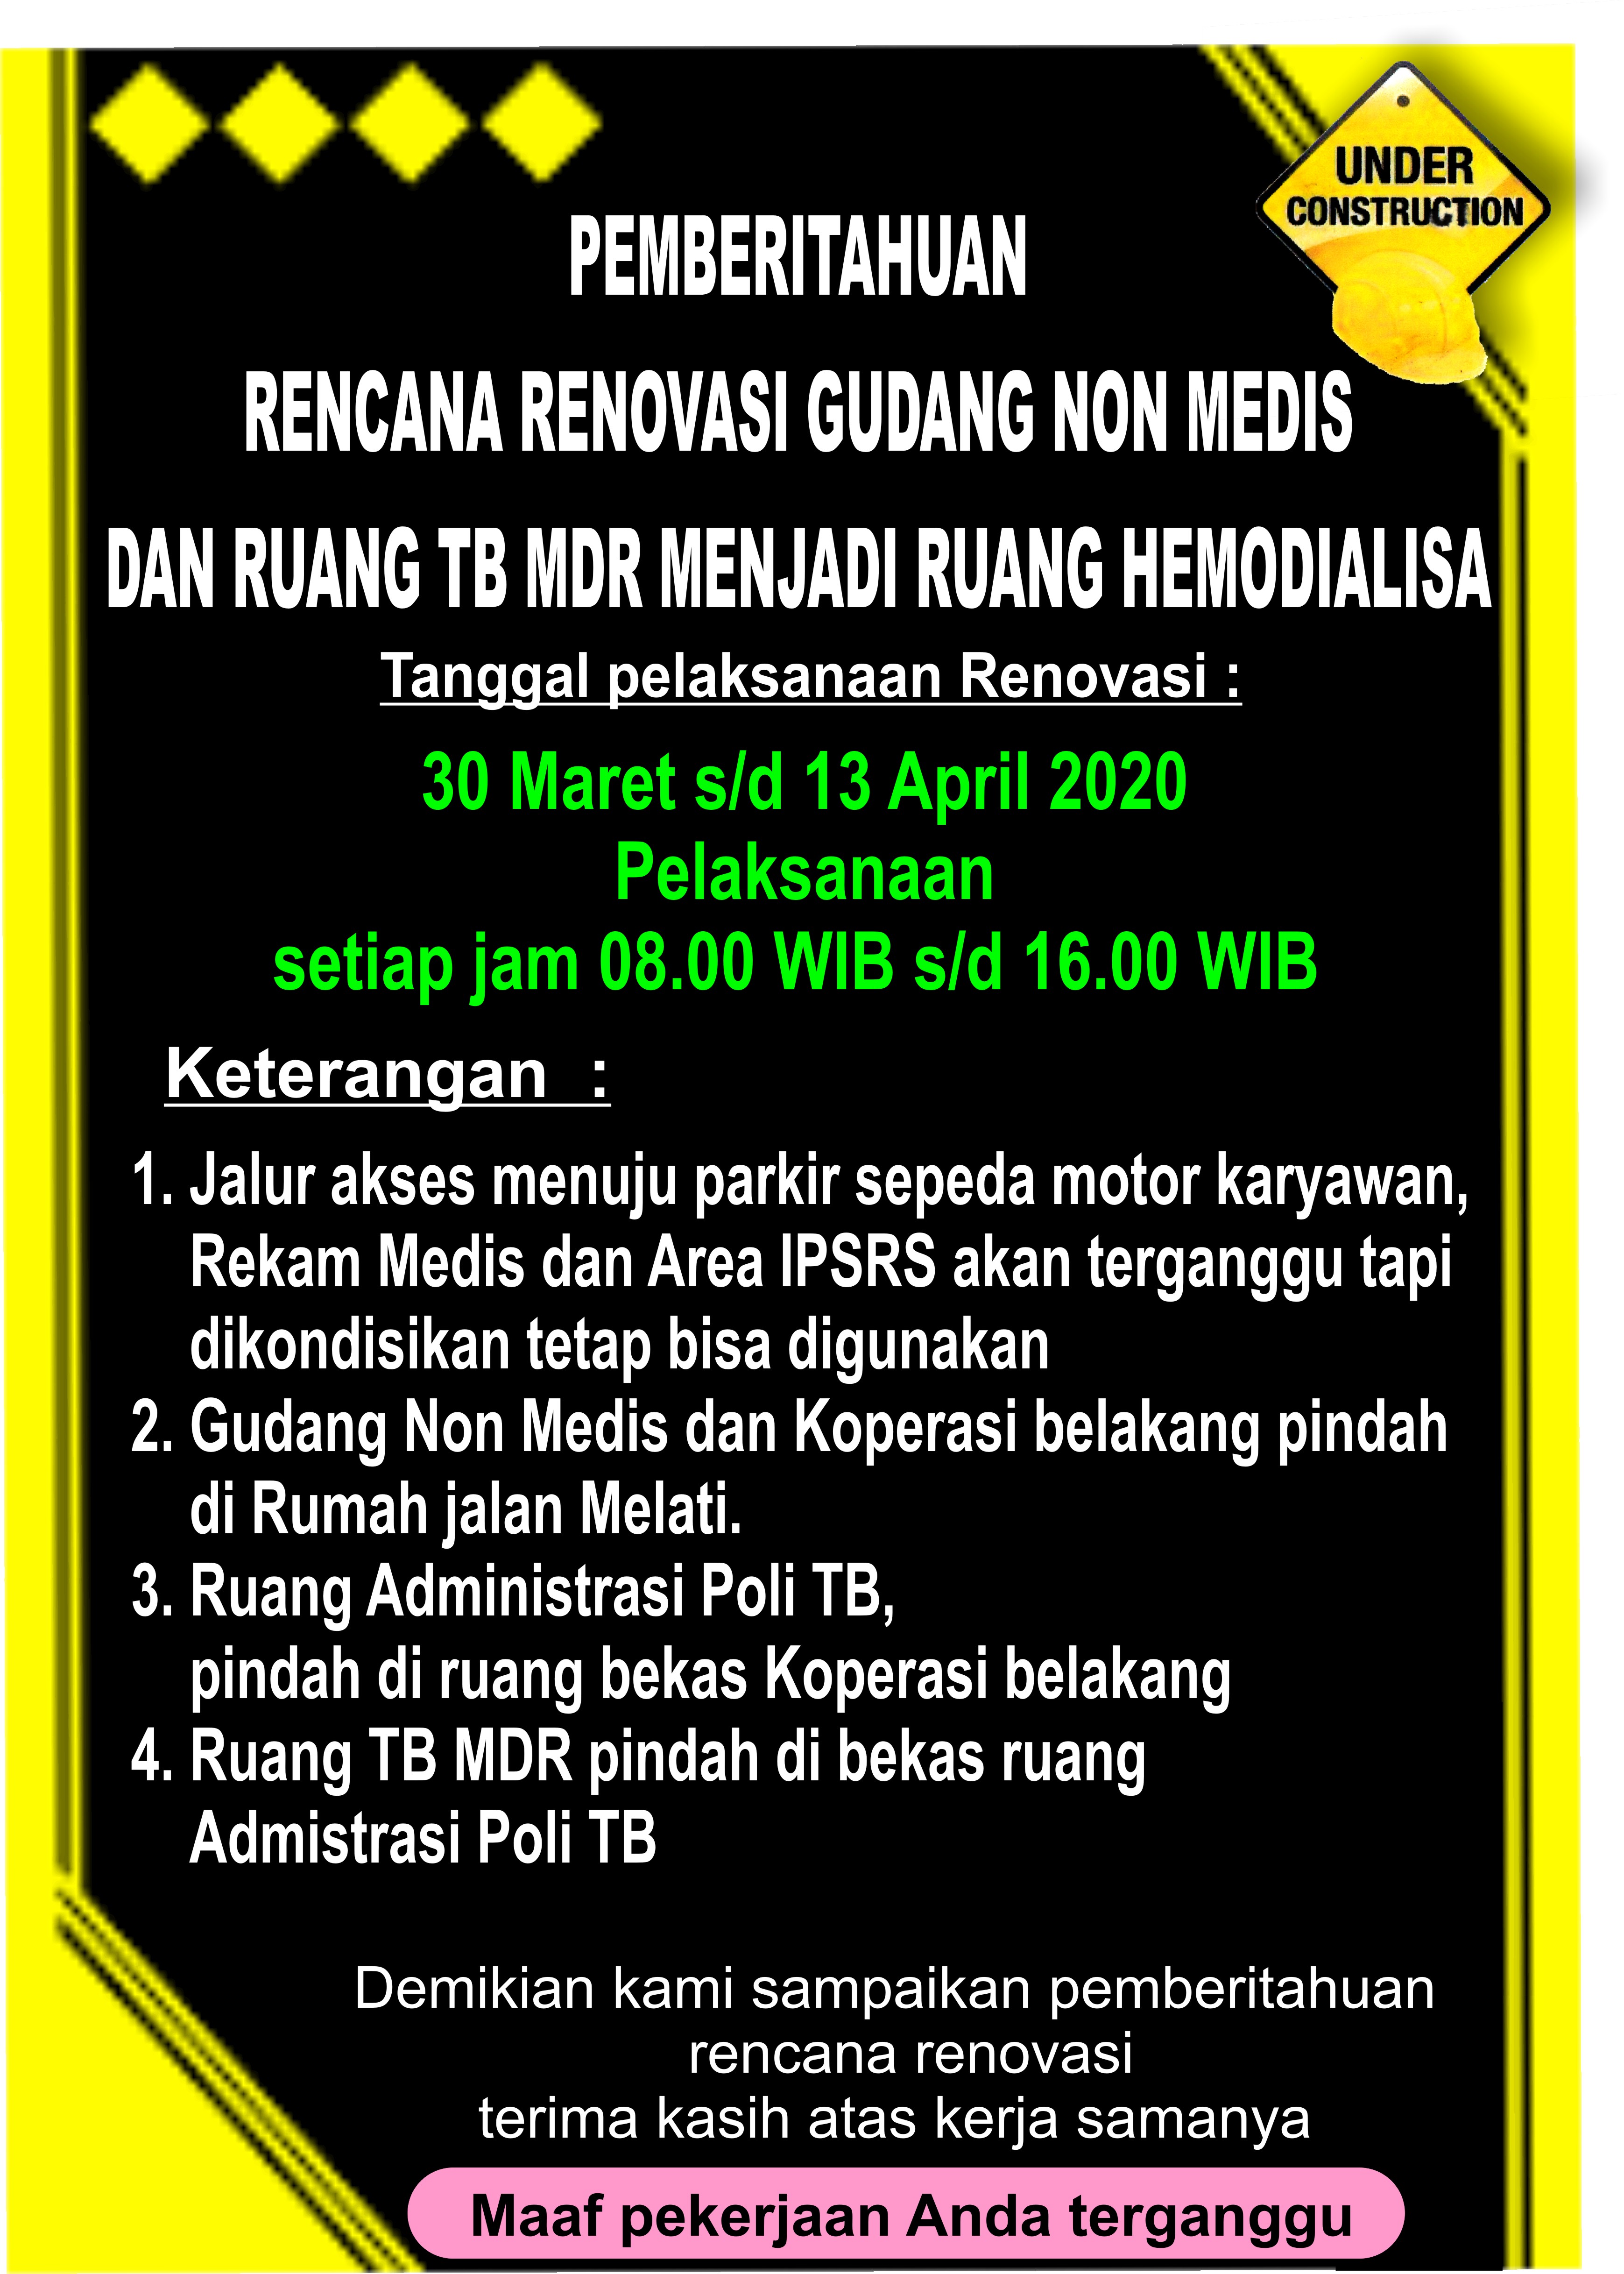 UNDER
CONSTRUCTION
PEMBERITAHUAN
RENCANA RENOVASI GUDANG NON MEDIS
DAN RUANG TB MDR MENJADI RUANG HEMODIALISA
Tanggal pelaksanaan Renovasi :
30 Maret s/d 13 April 2020
Pelaksanaan
setiap jam 08.00 WIB s/d 16.00 WIB
Keterangan :
1. Jalur akses menuju parkir sepeda motor karyawan,
Rekam Medis dan Area IPSRS akan terganggu tapi
dikondisikan tetap bisa digunakan
2. Gudang Non Medis dan Koperasi belakang pindah
di Rumah jalan Melati.
3. Ruang Administrasi Poli TB,
pindah di ruang bekas Koperasi belakang
4. Ruang TB MDR pindah di bekas ruang
Admistrasi Poli TB
Demikian kami sampaikan pemberitahuan
rencana renovasi
terima kasih atas kerja samanya
Maaf pekerjaan Anda terganggu